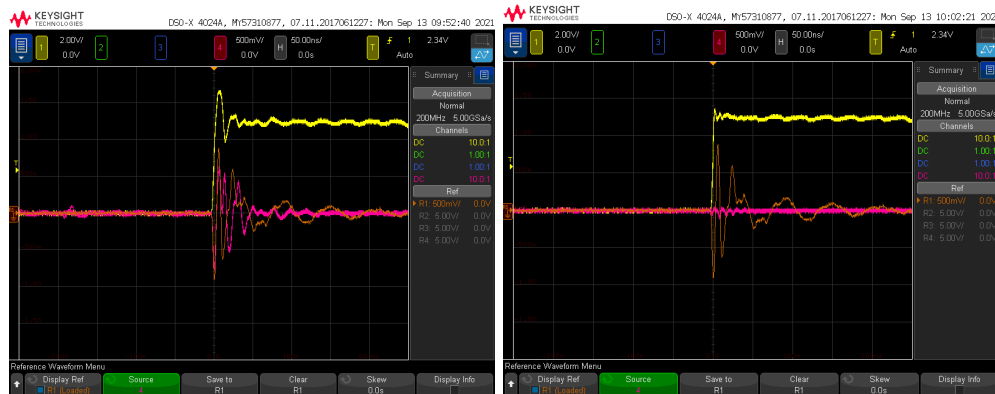 KEYSIGHT
TECHNOLOGIES
DSO-X 4024A, MY57310877, 07.11.2017061227: Mon Sep 13 09:52:40 2021
1 2.00V/ 2 3 4 500mV/ H 50.00ns/ T 1 2.34V
0.0V 0.0V 0.0s Auto
Summary
Acquisition
Normal
200MHz 5.00GSa/s
Channels
DC 10.0:1
DC 1.00:1
DC 1.00:1
DC 10.0:1
Ref
R1: 500mV/ 0.0V
R2: 5.00V/ 0.0V
R3: 5.00V/ 0.0V
R4: 5.00V/ 0.0V
T
Reference Waveform Menu
Display Ref Source Save to Clear Skew Display Info
R1 (Loaded) 4 R1 R1 0.0s
KEYSIGHT
TECHNOLOGIES
DSO-X 4024A, MY57310877, 07.11.2017061227: Mon Sep 13 10:02:21 202
1 2.00V/ 2 3 4 500mV/ H 50.00ns/ T 1 2.34V
0.0V 0.0V 0.0s Auto
Summary
Acquisition
Normal
200MHz 5.00GSa/s
Channels
DC 10.0:1
DC 1.00:1
DC 1.00:1
DC 10.0:1
Ref
R1: 500mV/ 0.0V
R2: 5.00V/ 0.0V
R3: 5.00V/ 0.0V
R4: 5.00V/ 0.0V
T
Reference Waveform Menu
Display Ref Source Save to Clear Skew Display Info
R1 (Loaded) 4 R1 R1 0.0s